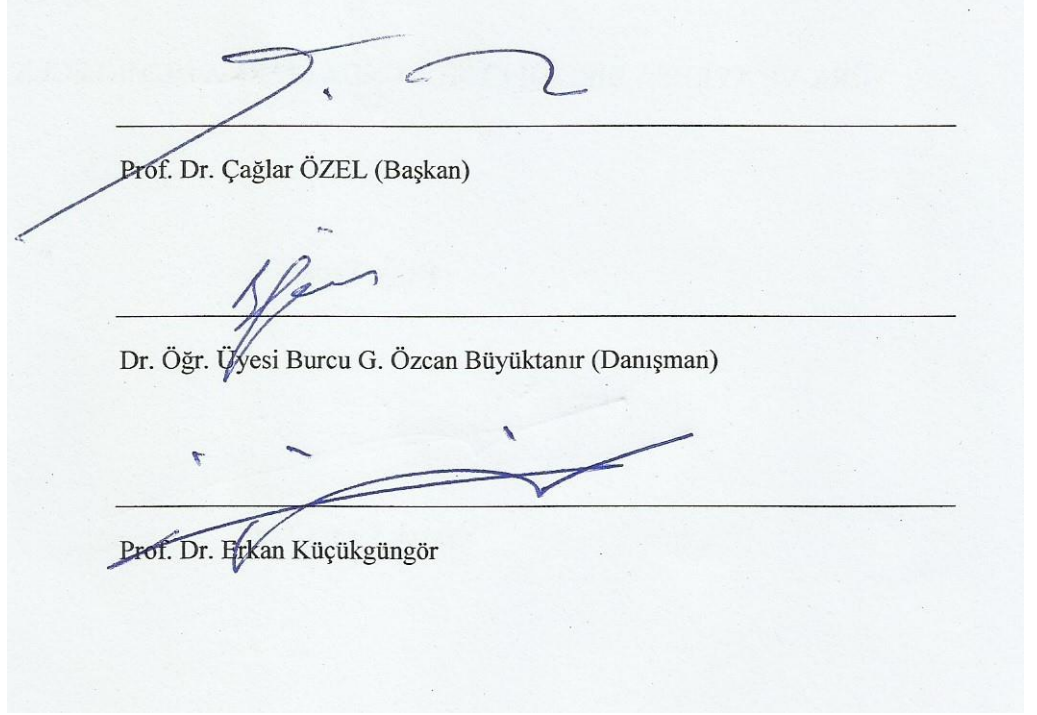 Prof. Dr. Çağlar ÖZEL (Başkan)
Dr. Öğr. Üyesi Burcu G. Özcan Büyüktanır (Danışman)
Prof. Dr. Erkan Küçükgüngör